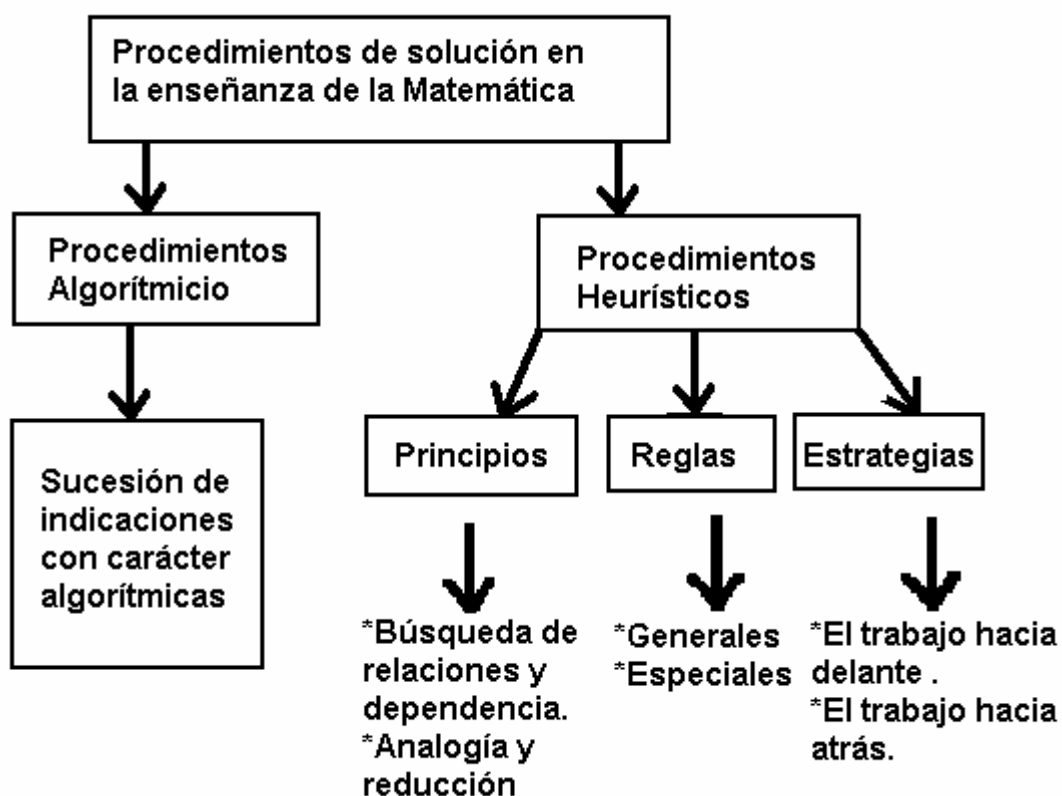 Procedimientos de solución en
la enseñanza de la Matemática
Procedimientos
Algorítmicio
Procedimientos
Heurísticos
Sucesión de
indicaciones
con carácter
algorítmicas
Principios
Reglas
Estrategias
*Búsqueda de
relaciones y
dependencia.
*Analogía y
reducción
*Generales
*Especiales
*El trabajo hacia
delante .
*El trabajo hacia
atrás.